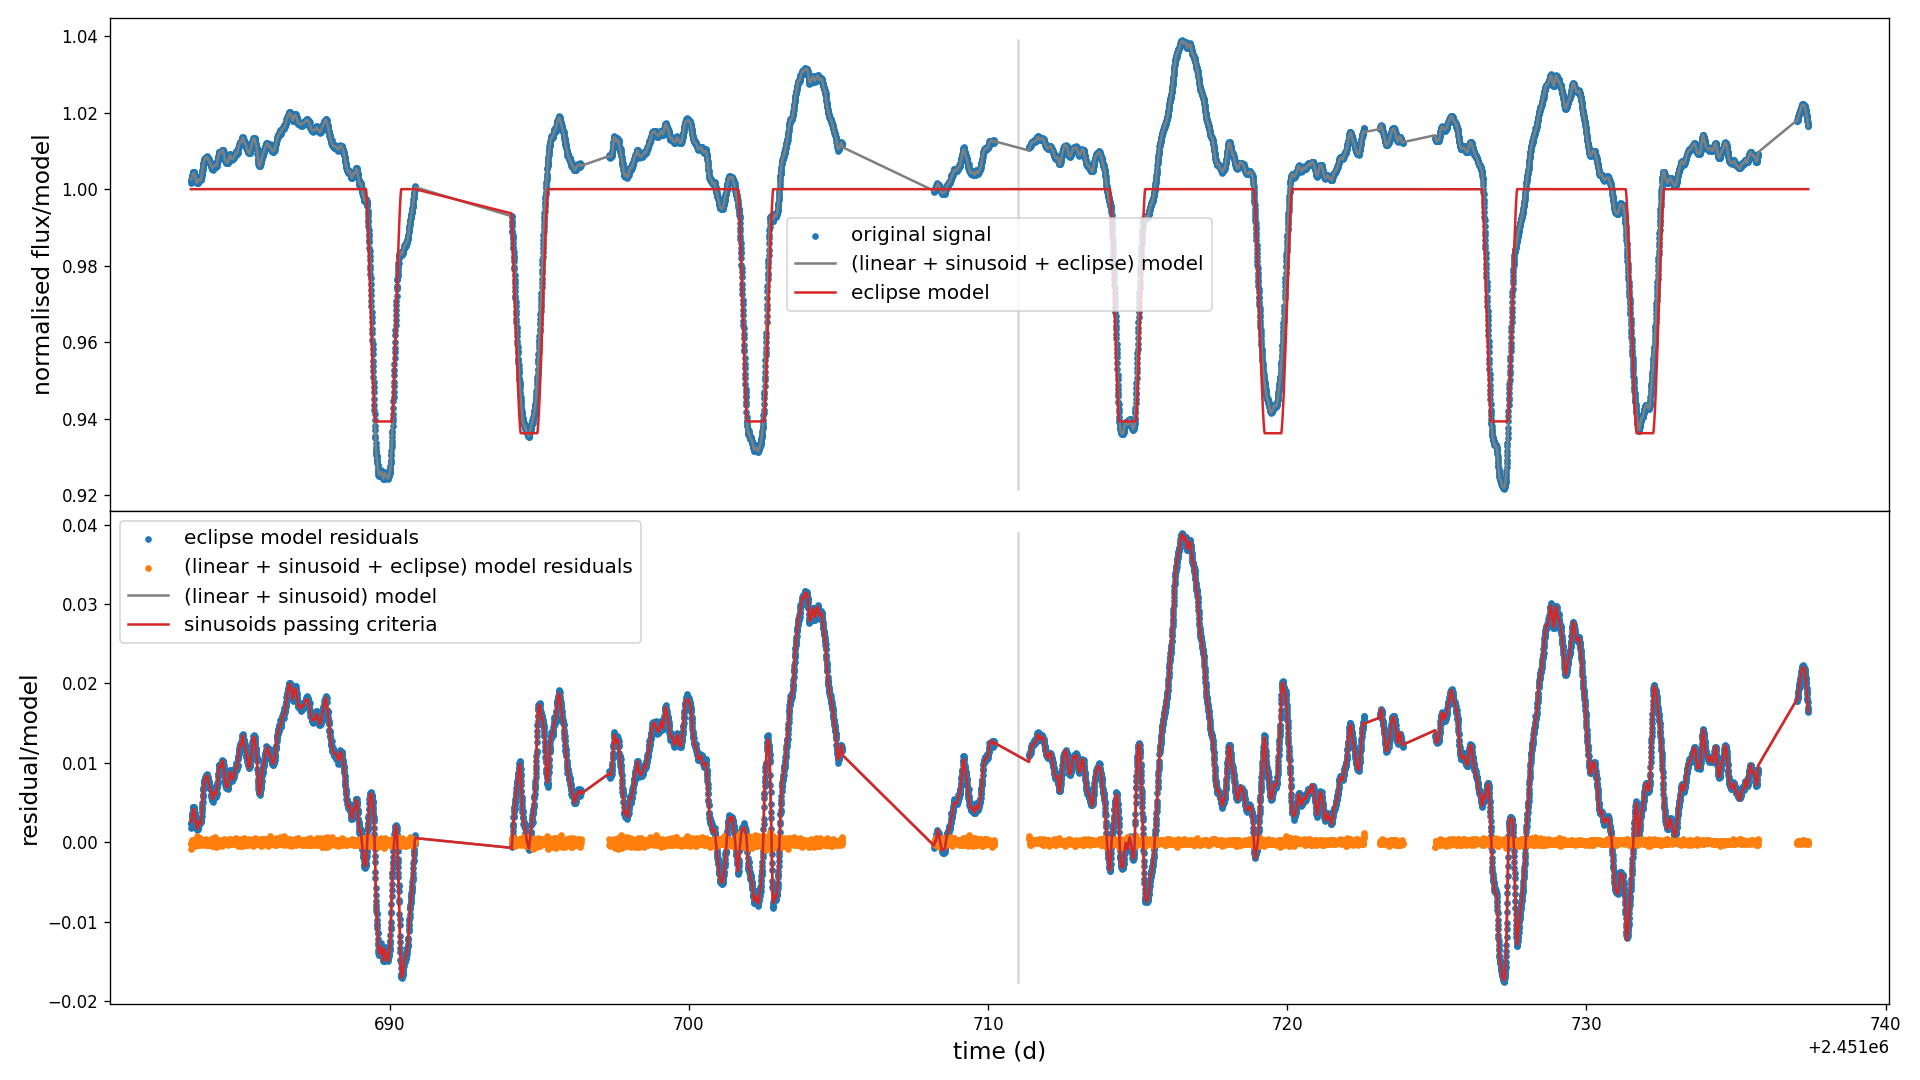 1.04
1.02
1.00
0.98
0.96
0.94
0.92
normalised flux/model
original signal
(linear + sinusoid + eclipse) model
eclipse model
0.04
0.03
0.02
0.01
0.00
−0.01
−0.02
residual/model
eclipse model residuals
(linear + sinusoid + eclipse) model residuals
(linear + sinusoid) model
sinusoids passing criteria
690
700
710
720
730
740
time (d)
+2.451e6